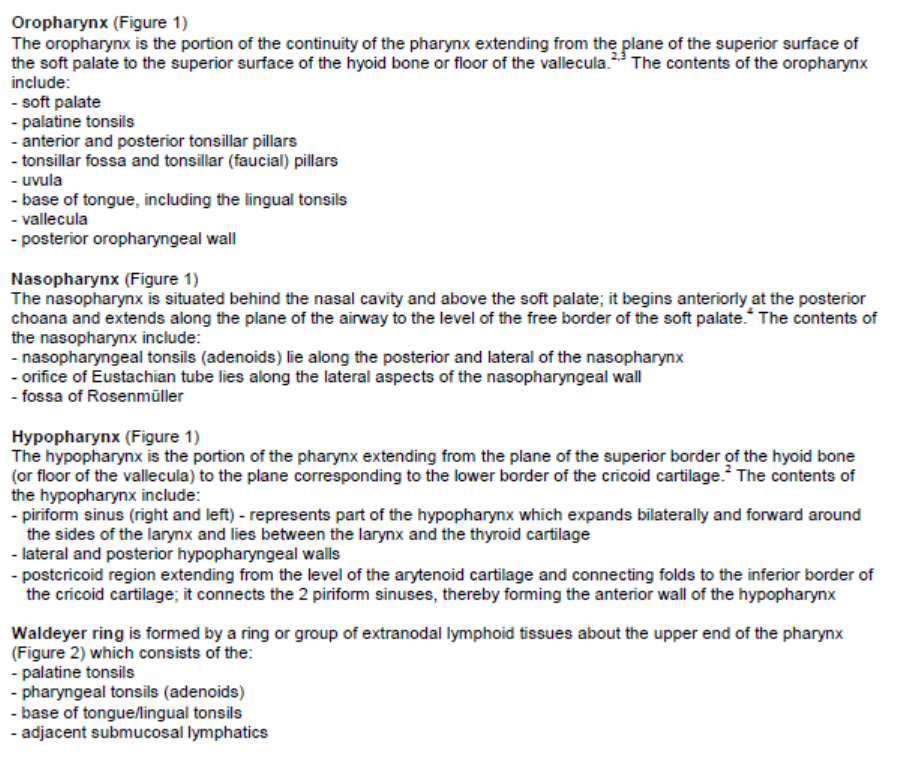 Oropharynx (Figure 1)
The oropharynx is the portion of the continuity of the pharynx extending from the plane of the superior surface of
the soft palate to the superior surface of the hyoid bone or floor of the vallecula.2,3 The contents of the oropharynx
include:
- soft palate
- palatine tonsils
- anterior and posterior tonsillar pillars
- tonsillar fossa and tonsillar (faucial) pillars
- uvula
- base of tongue, including the lingual tonsils
- vallecula
- posterior oropharyngeal wall
Nasopharynx (Figure 1)
The nasopharynx is situated behind the nasal cavity and above the soft palate; it begins anteriorly at the posterior
choana and extends along the plane of the airway to the level of the free border of the soft palate.4 The contents of
the nasopharynx include:
- nasopharyngeal tonsils (adenoids) lie along the posterior and lateral of the nasopharynx
- orifice of Eustachian tube lies along the lateral aspects of the nasopharyngeal wall
- fossa of Rosenmüller
Hypopharynx (Figure 1)
The hypopharynx is the portion of the pharynx extending from the plane of the superior border of the hyoid bone
(or floor of the vallecula) to the plane corresponding to the lower border of the cricoid cartilage.2 The contents of
the hypopharynx include:
- piriform sinus (right and left) - represents part of the hypopharynx which expands bilaterally and forward around
the sides of the larynx and lies between the larynx and the thyroid cartilage
- lateral and posterior hypopharyngeal walls
- postcricoid region extending from the level of the arytenoid cartilage and connecting folds to the inferior border of
the cricoid cartilage; it connects the 2 piriform sinuses, thereby forming the anterior wall of the hypopharynx
Waldeyer ring is formed by a ring or group of extranodal lymphoid tissues about the upper end of the pharynx
(Figure 2) which consists of the:
- palatine tonsils
- pharyngeal tonsils (adenoids)
- base of tongue/lingual tonsils
- adjacent submucosal lymphatics